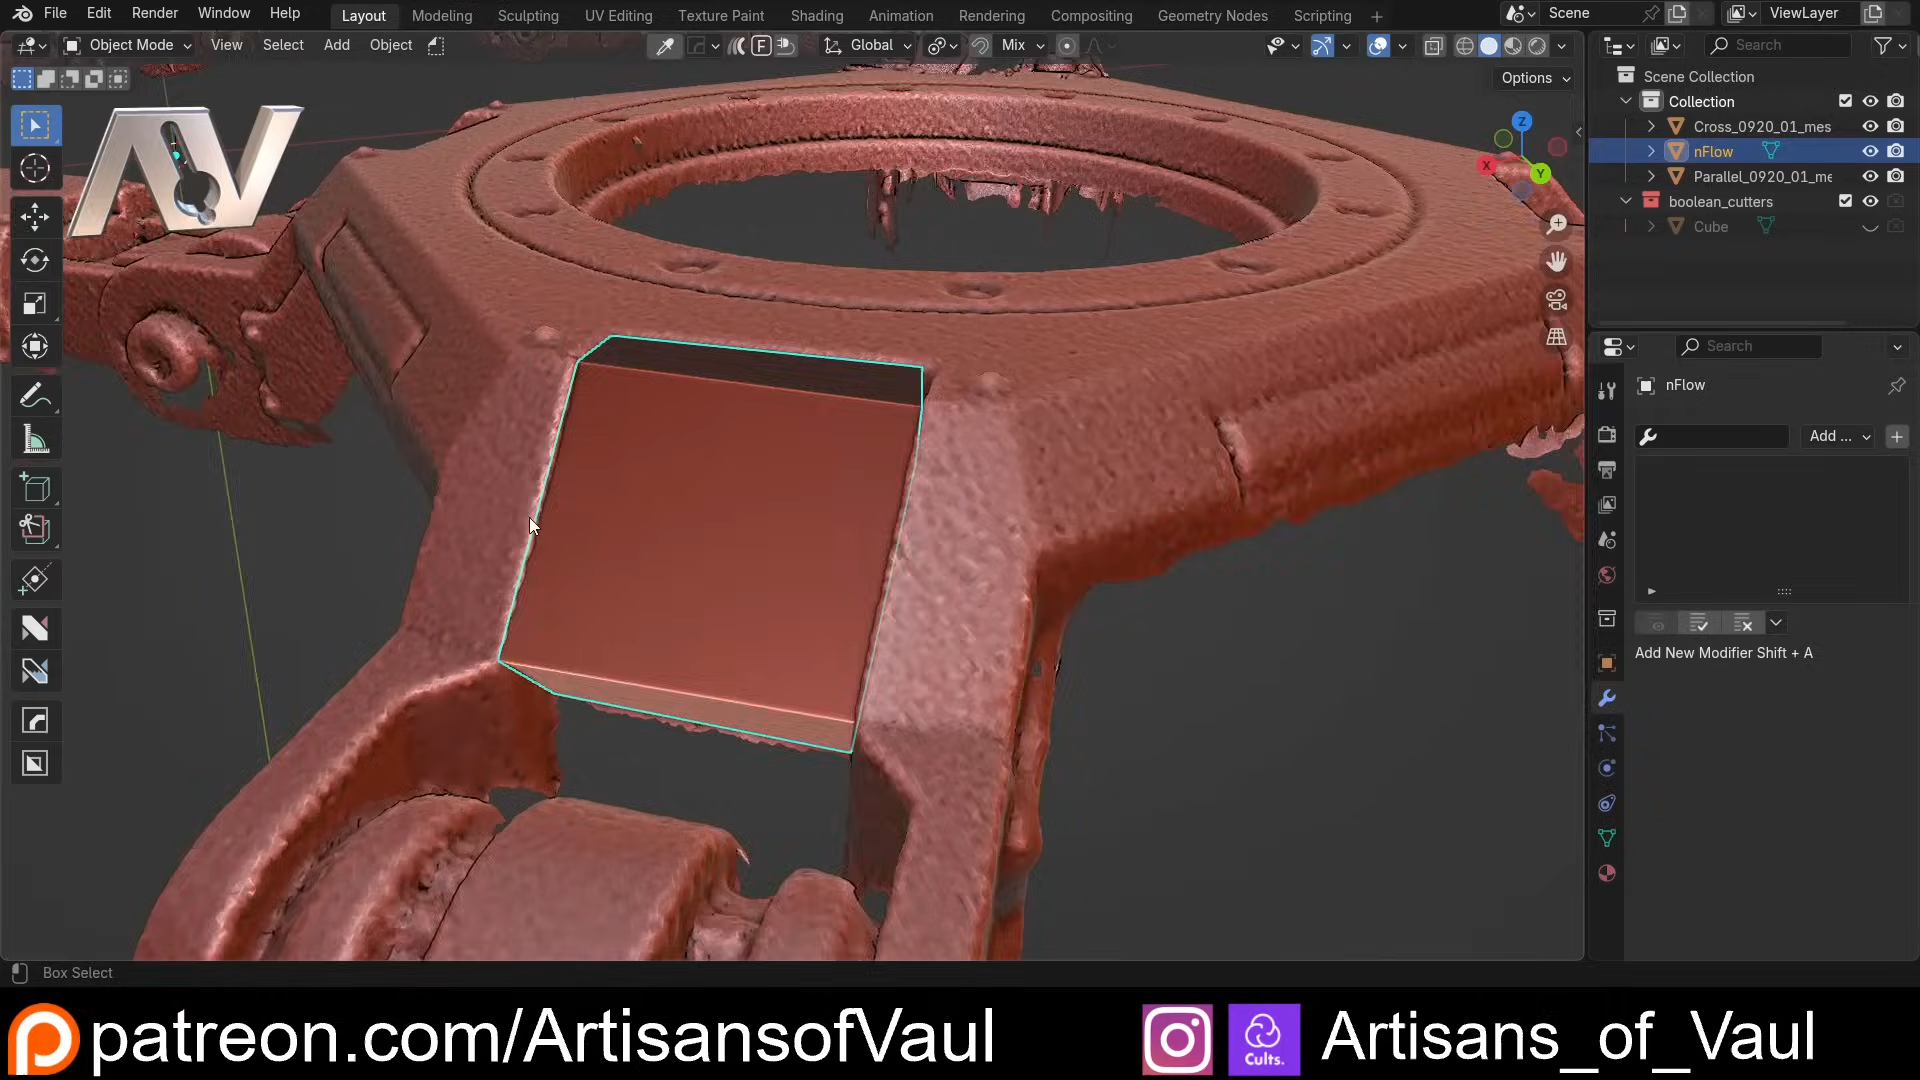 File Edit Render Window Help Layout Modeling Sculpting UV Editing Texture Paint Shading Animation Rendering Compositing Geometry Nodes Scripting + Scene ViewLayer
Object Mode View Select Add Object F Global Mix Search
Options
Scene Collection
Collection
Cross_0920_01_mes
nFlow
Parallel_0920_01_me
boolean_cutters
Cube
Z
X
Y
AV
Search
nFlow
Add ...
Add New Modifier Shift + A
Box Select
patreon.com/ArtisansofVaul
Cults.
Artisans_of_Vaul